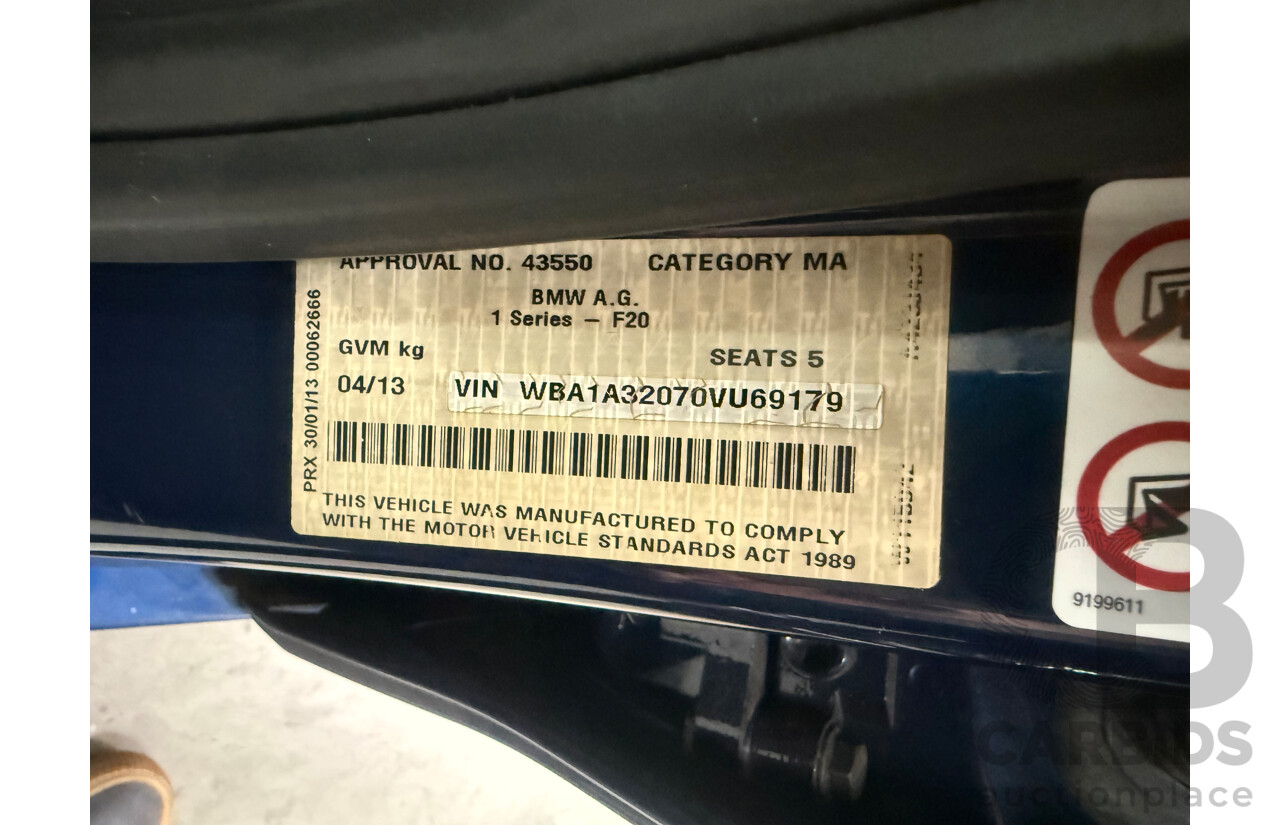 APPROVAL NO. 43550 CATEGORY MA
BMW A.G.
1 Series – F20
GVM kg SEATS 5
04/13 VIN WBA1A32070VU69179
PRX 30/01/13 00062666
THIS VEHICLE WAS MANUFACTURED TO COMPLY
WITH THE MOTOR VEHICLE STANDARDS ACT 1989
9199611
B
CARBIDS
auctionplace